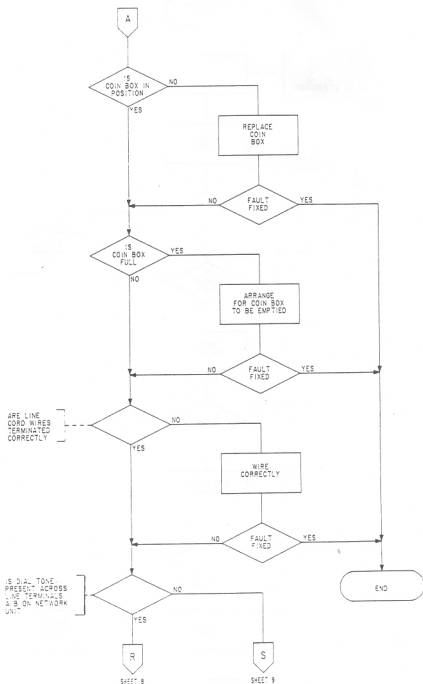 A
IS
COIN BOX IN
POSITION
NO
YES
REPLACE
COIN
BOX
NO
FAULT
FIXED
YES
IS
COIN BOX
FULL
YES
NO
ARRANGE
FOR COIN BOX
TO BE EMPTIED
NO
FAULT
FIXED
YES
ARE LINE
CORD WIRES
TERMINATED
CORRECTLY
NO
YES
WIRE
CORRECTLY
NO
FAULT
FIXED
YES
IS DIAL TONE
PRESENT ACROSS
LINE TERMINALS
A/B ON NETWORK
UNIT
NO
YES
END
R
S
SHEET 8
SHEET 9